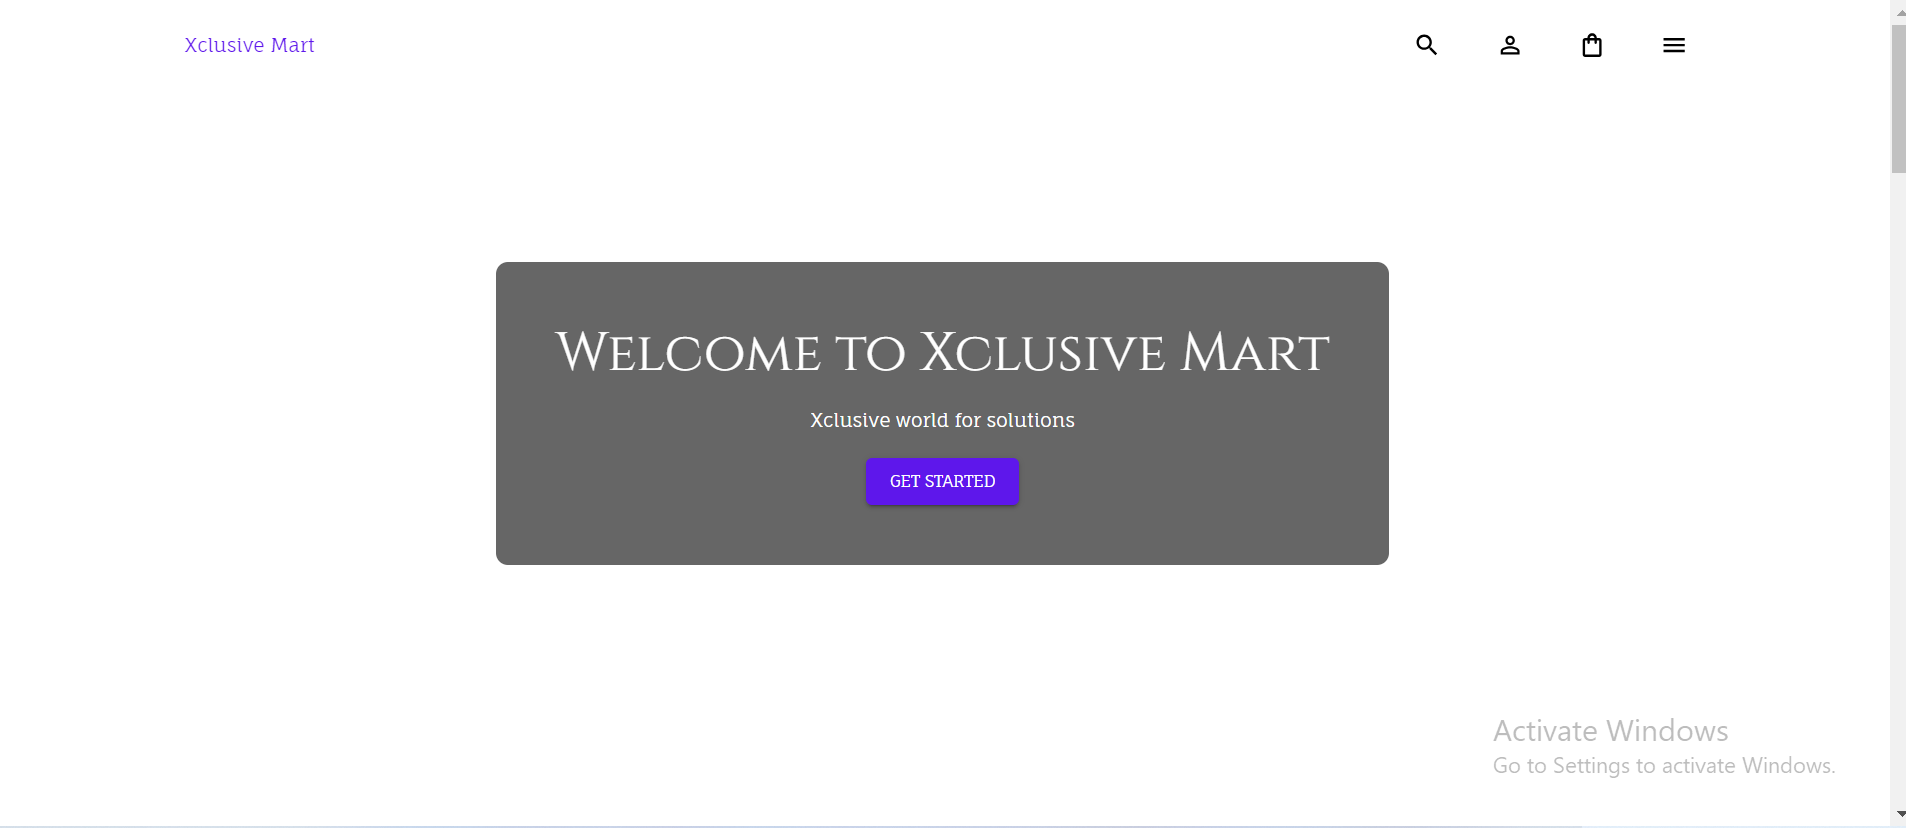 Xclusive Mart
Welcome to Xclusive Mart
Xclusive world for solutions
GET STARTED
Activate Windows
Go to Settings to activate Windows.